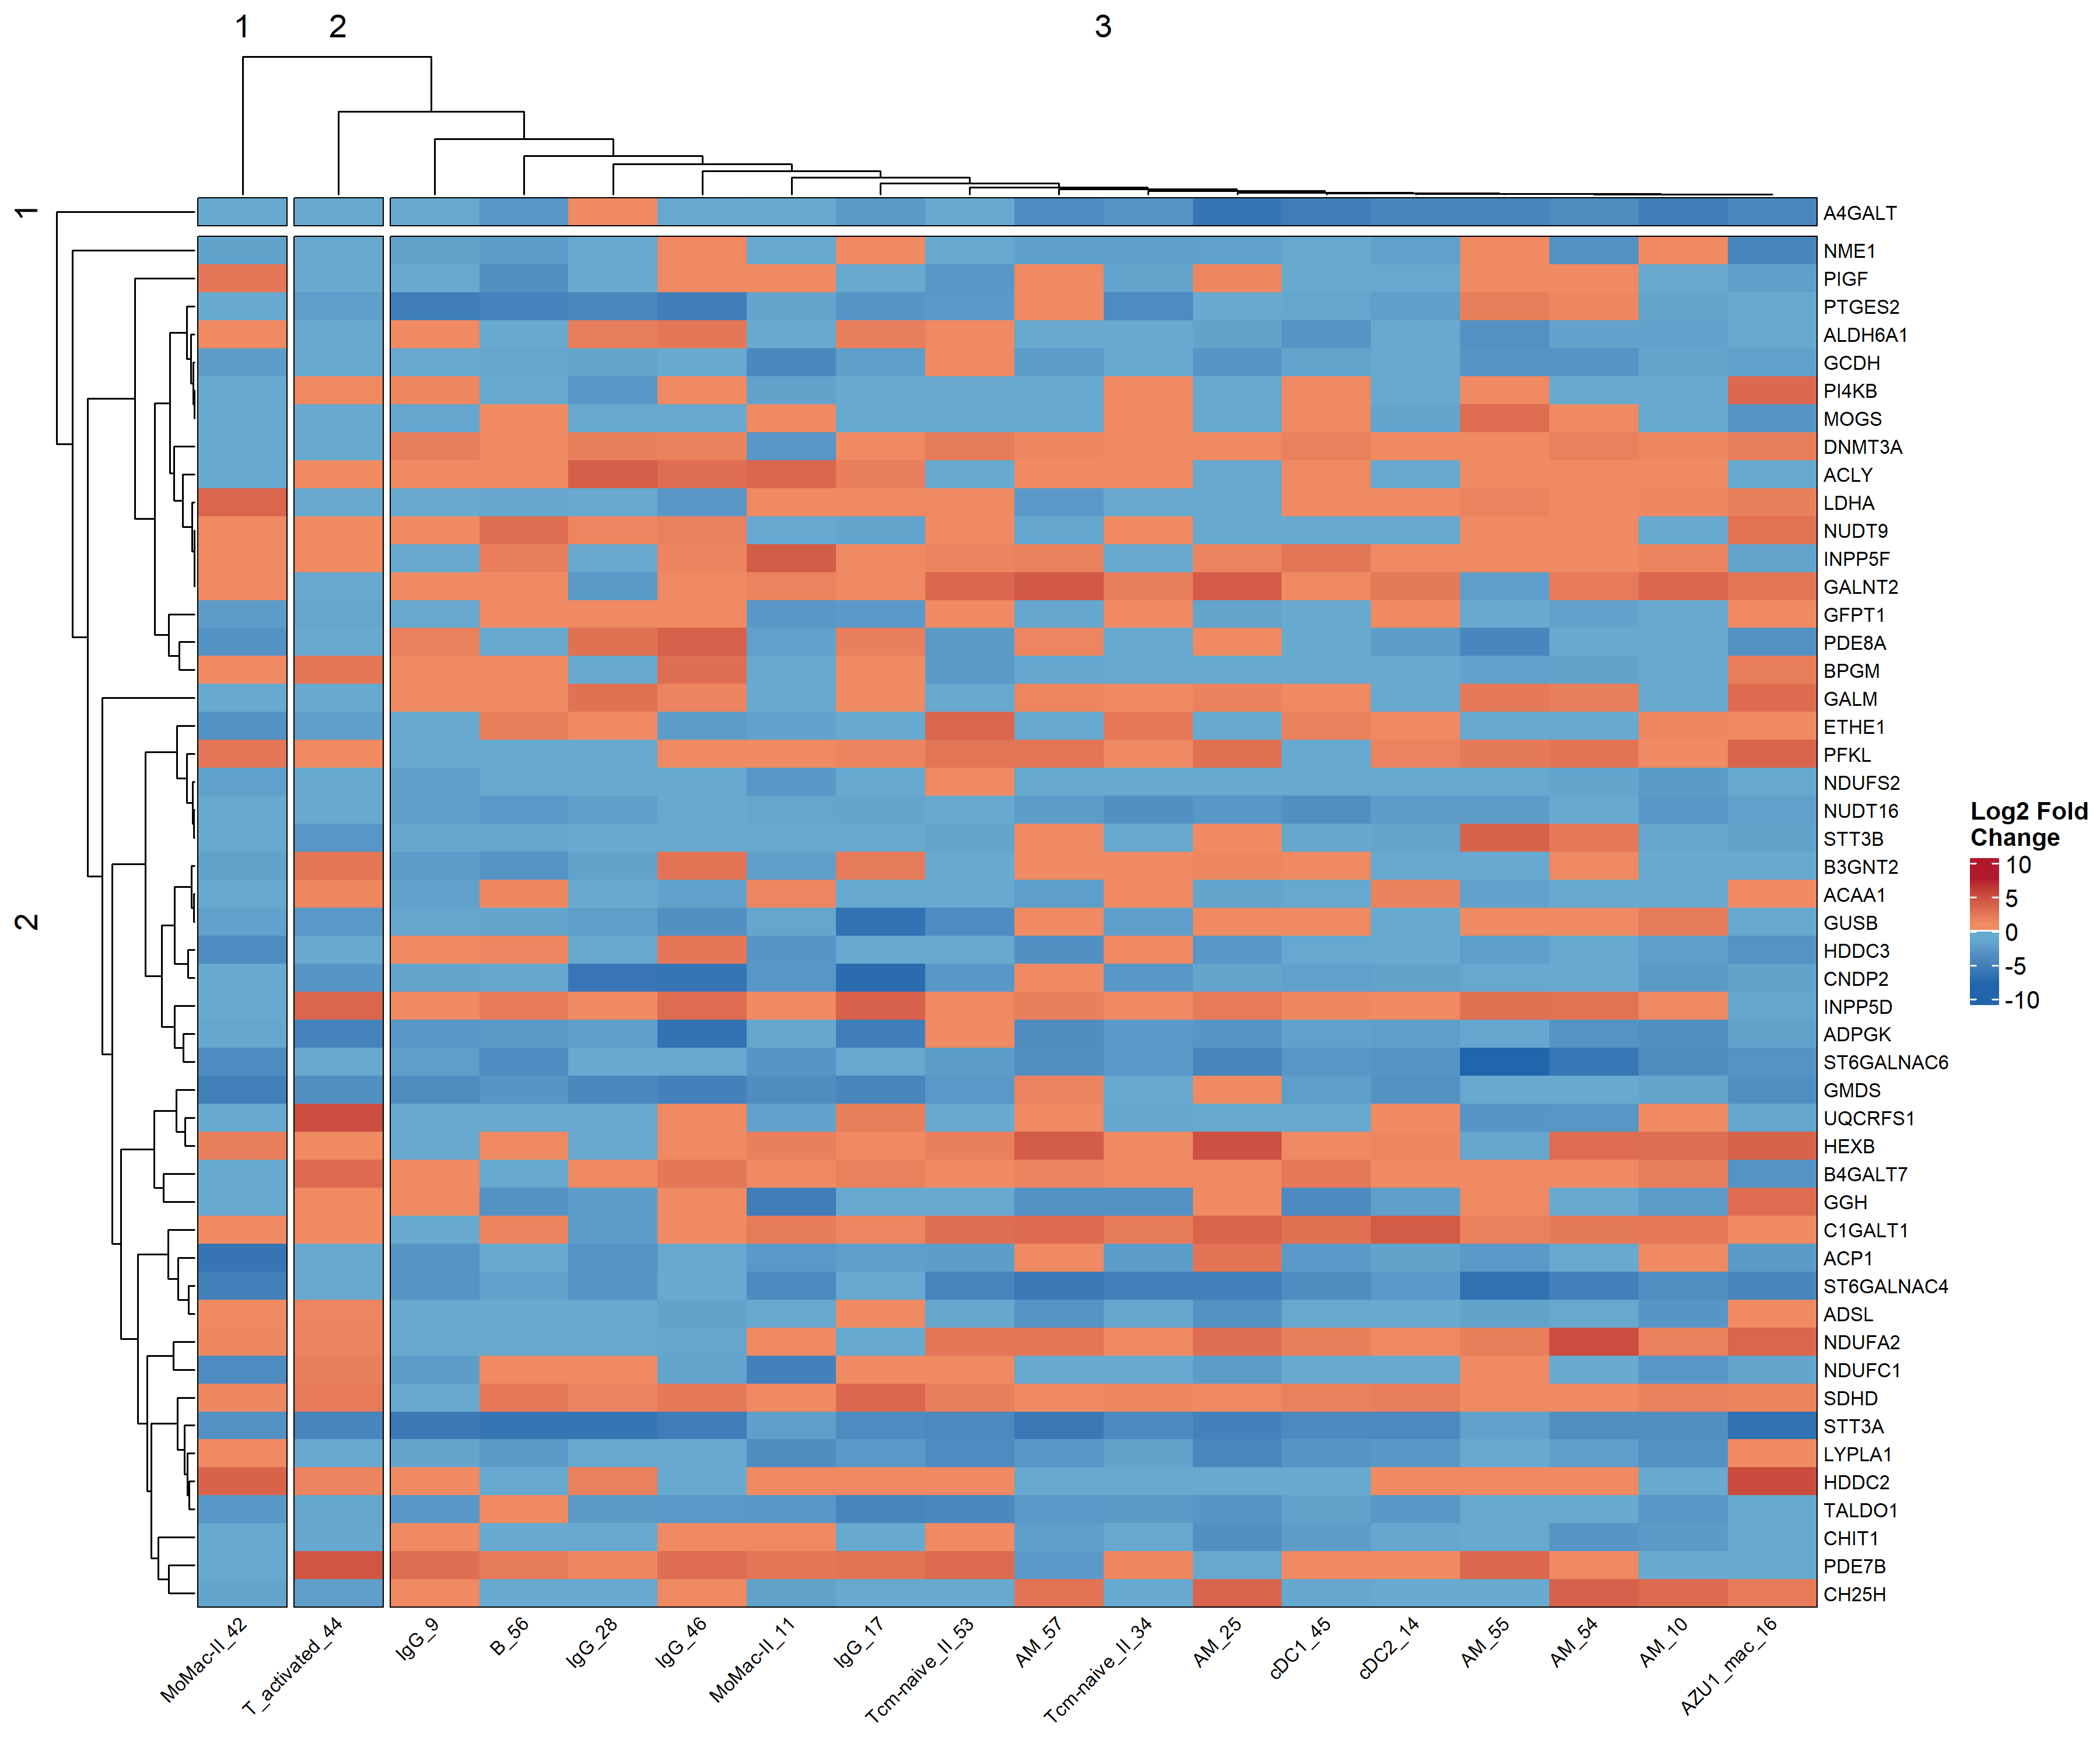 1
2
3
1
2
A4GALT
NME1
PIGF
PTGES2
ALDH6A1
GCDH
PI4KB
MOGS
DNMT3A
ACLY
LDHA
NUDT9
INPP5F
GALNT2
GFPT1
PDE8A
BPGM
GALM
ETHE1
PFKL
NDUFS2
NUDT16
STT3B
B3GNT2
ACAA1
GUSB
HDDC3
CNDP2
INPP5D
ADPGK
ST6GALNAC6
GMDS
UQCRFS1
HEXB
B4GALT7
GGH
C1GALT1
ACP1
ST6GALNAC4
ADSL
NDUFA2
NDUFC1
SDHD
STT3A
LYPLA1
HDDC2
TALDO1
CHIT1
PDE7B
CH25H
MoMac-II_42
T_activated_44
IgG_9
B_56
IgG_28
IgG_46
MoMac-II_11
IgG_17
Tcm-naive_II_53
AM_57
Tcm-naive_II_34
AM_25
cDC1_45
cDC2_14
AM_55
AM_54
AM_10
AZU1_mac_16
Log2 Fold
Change
10
5
0
-5
-10